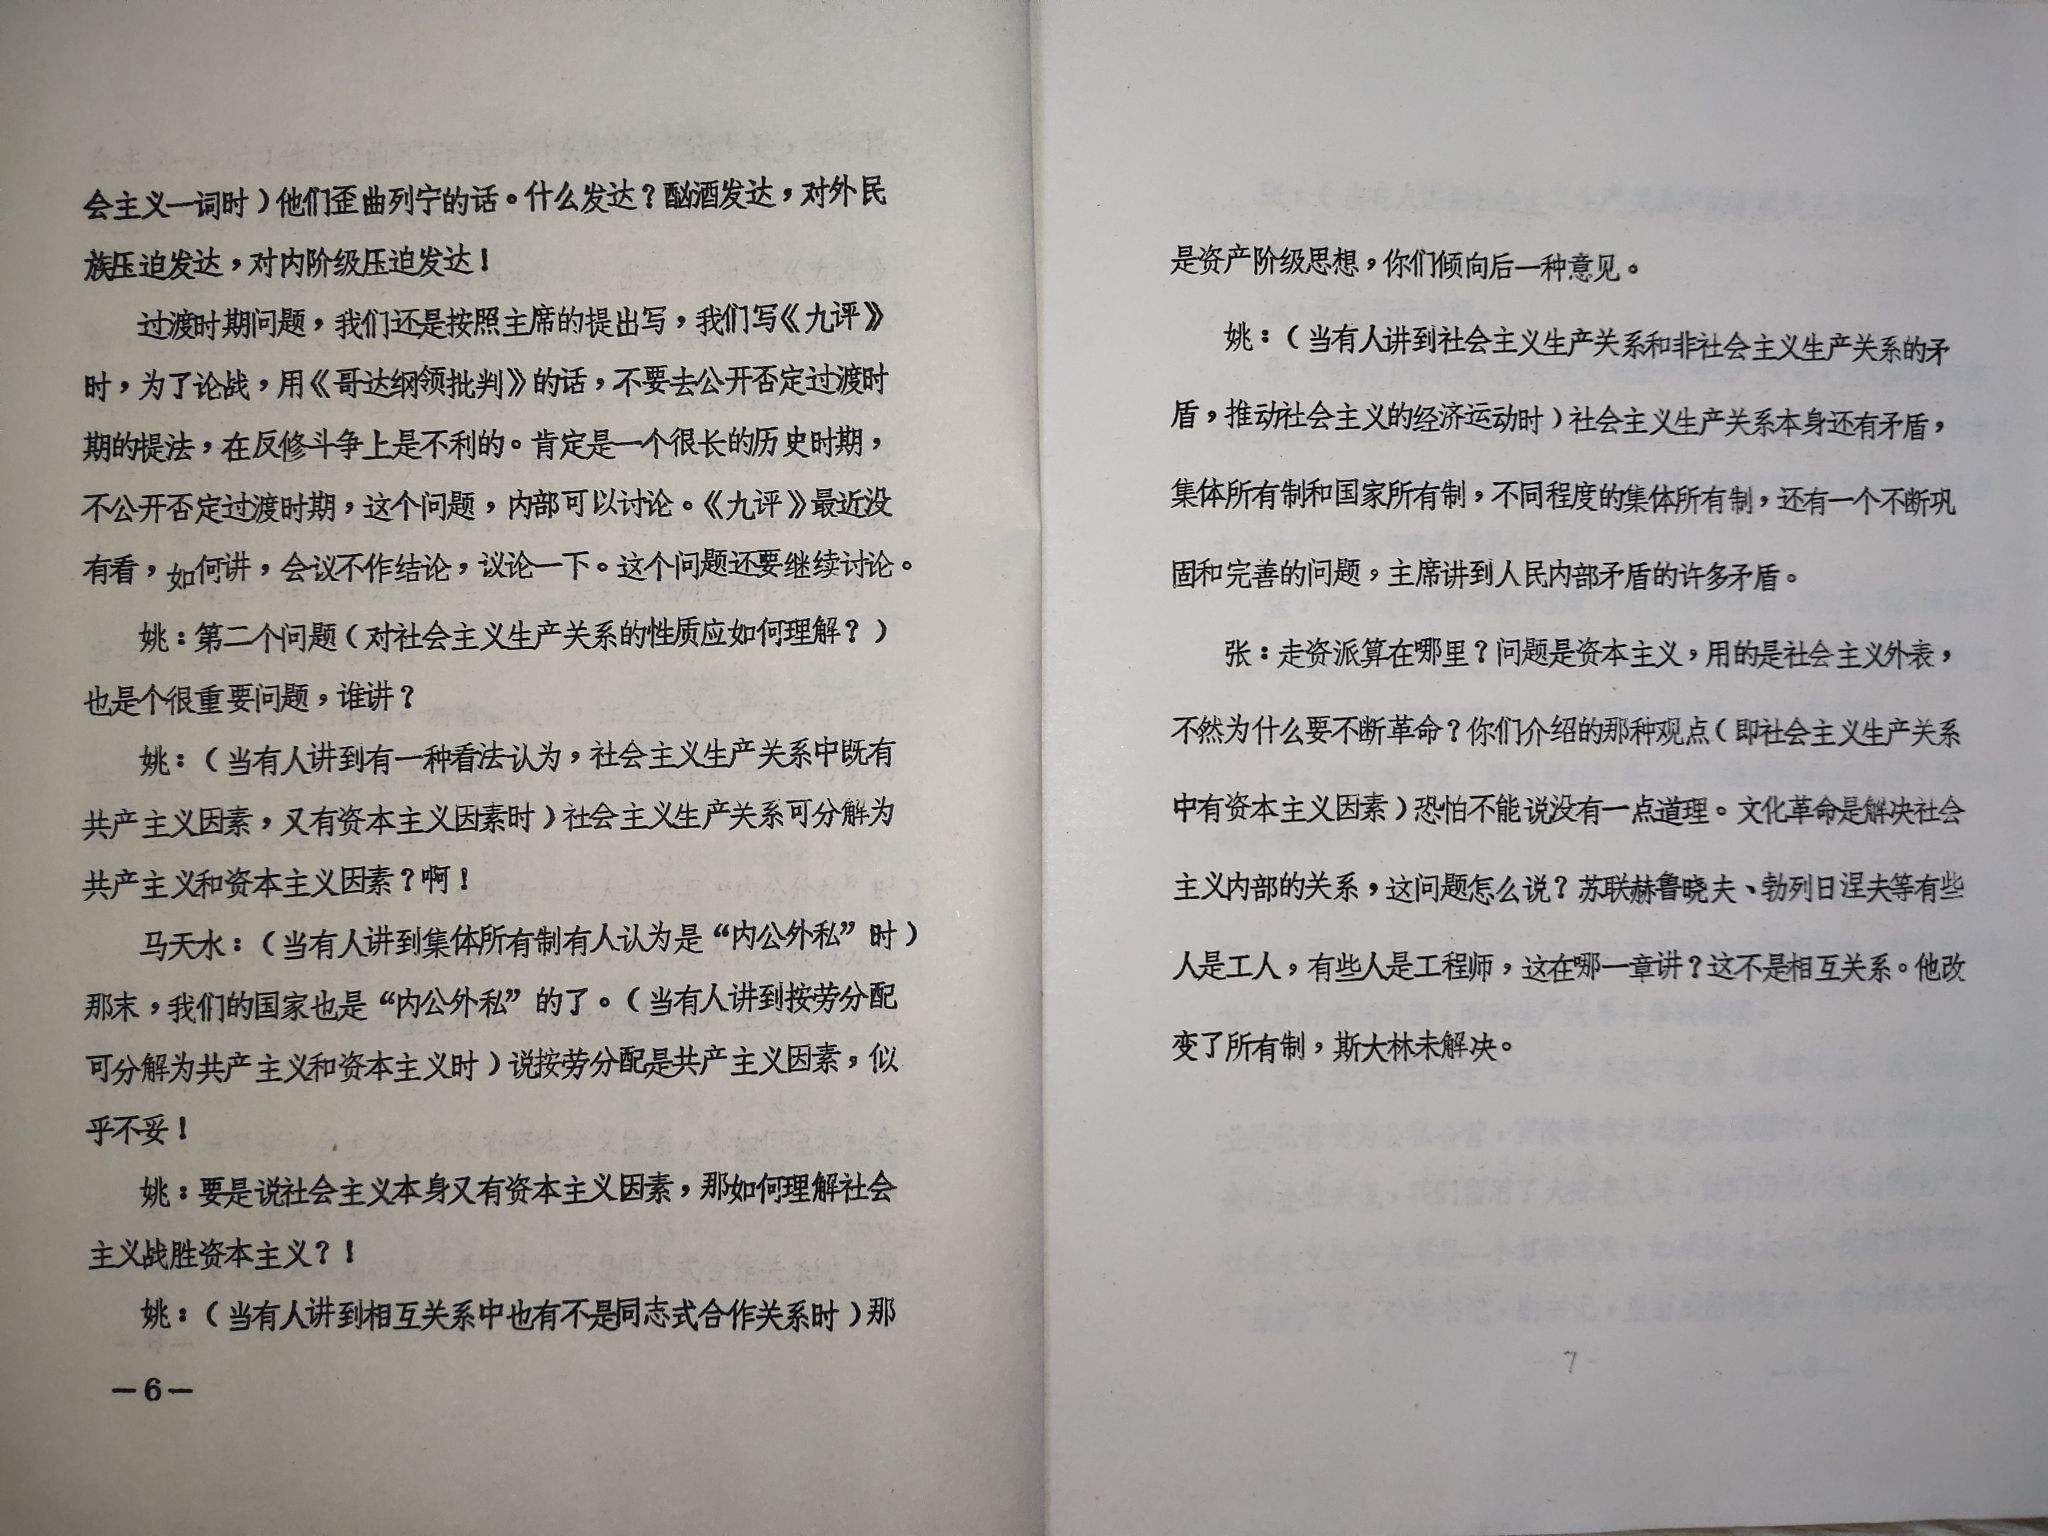 会主义一词时）他们歪曲列宁的话。什么发达？酗酒发达，对外民
族压迫发达，对内阶级压迫发达！
过渡时期问题，我们还是按照主席的提出写，我们写《九评》
时，为了论战，用《哥达纲领批判》的话，不要去公开否定过渡时
期的提法，在反修斗争上是不利的。肯定是一个很长的历史时期，
不公开否定过渡时期，这个问题，内部可以讨论。《九评》最近没
有看，如何讲，会议不作结论，议论一下。这个问题还要继续讨论。
姚：第二个问题（对社会主义生产关系的性质应如何理解？）
也是个很重要问题，谁讲？
姚：（当有人讲到有一种看法认为，社会主义生产关系中既有
共产主义因素，又有资本主义因素时）社会主义生产关系可分解为
共产主义和资本主义因素？啊！
马天水：（当有人讲到集体所有制有人认为是“内公外私”时）
那末，我们的国家也是“内公外私”的了。（当有人讲到按劳分配
可分解为共产主义和资本主义时）说按劳分配是共产主义因素，似
乎不妥！
姚：要是说社会主义本身又有资本主义因素，那如何理解社会
主义战胜资本主义？！
姚：（当有人讲到相互关系中也有不是同志式合作关系时）那
—6—
是资产阶级思想，你们倾向后一种意见。
姚：（当有人讲到社会主义生产关系和非社会主义生产关系的矛
盾，推动社会主义的经济运动时）社会主义生产关系本身还有矛盾，
集体所有制和国家所有制，不同程度的集体所有制，还有一个不断巩
固和完善的问题，主席讲到人民内部矛盾的许多矛盾。
张：走资派算在哪里？问题是资本主义，用的是社会主义外表，
不然为什么要不断革命？你们介绍的那种观点（即社会主义生产关系
中有资本主义因素）恐怕不能说没有一点道理。文化革命是解决社会
主义内部的关系，这问题怎么说？苏联赫鲁晓夫、勃列日涅夫等有些
人是工人，有些人是工程师，这在哪一章讲？这不是相互关系。他改
变了所有制，斯大林未解决。
7